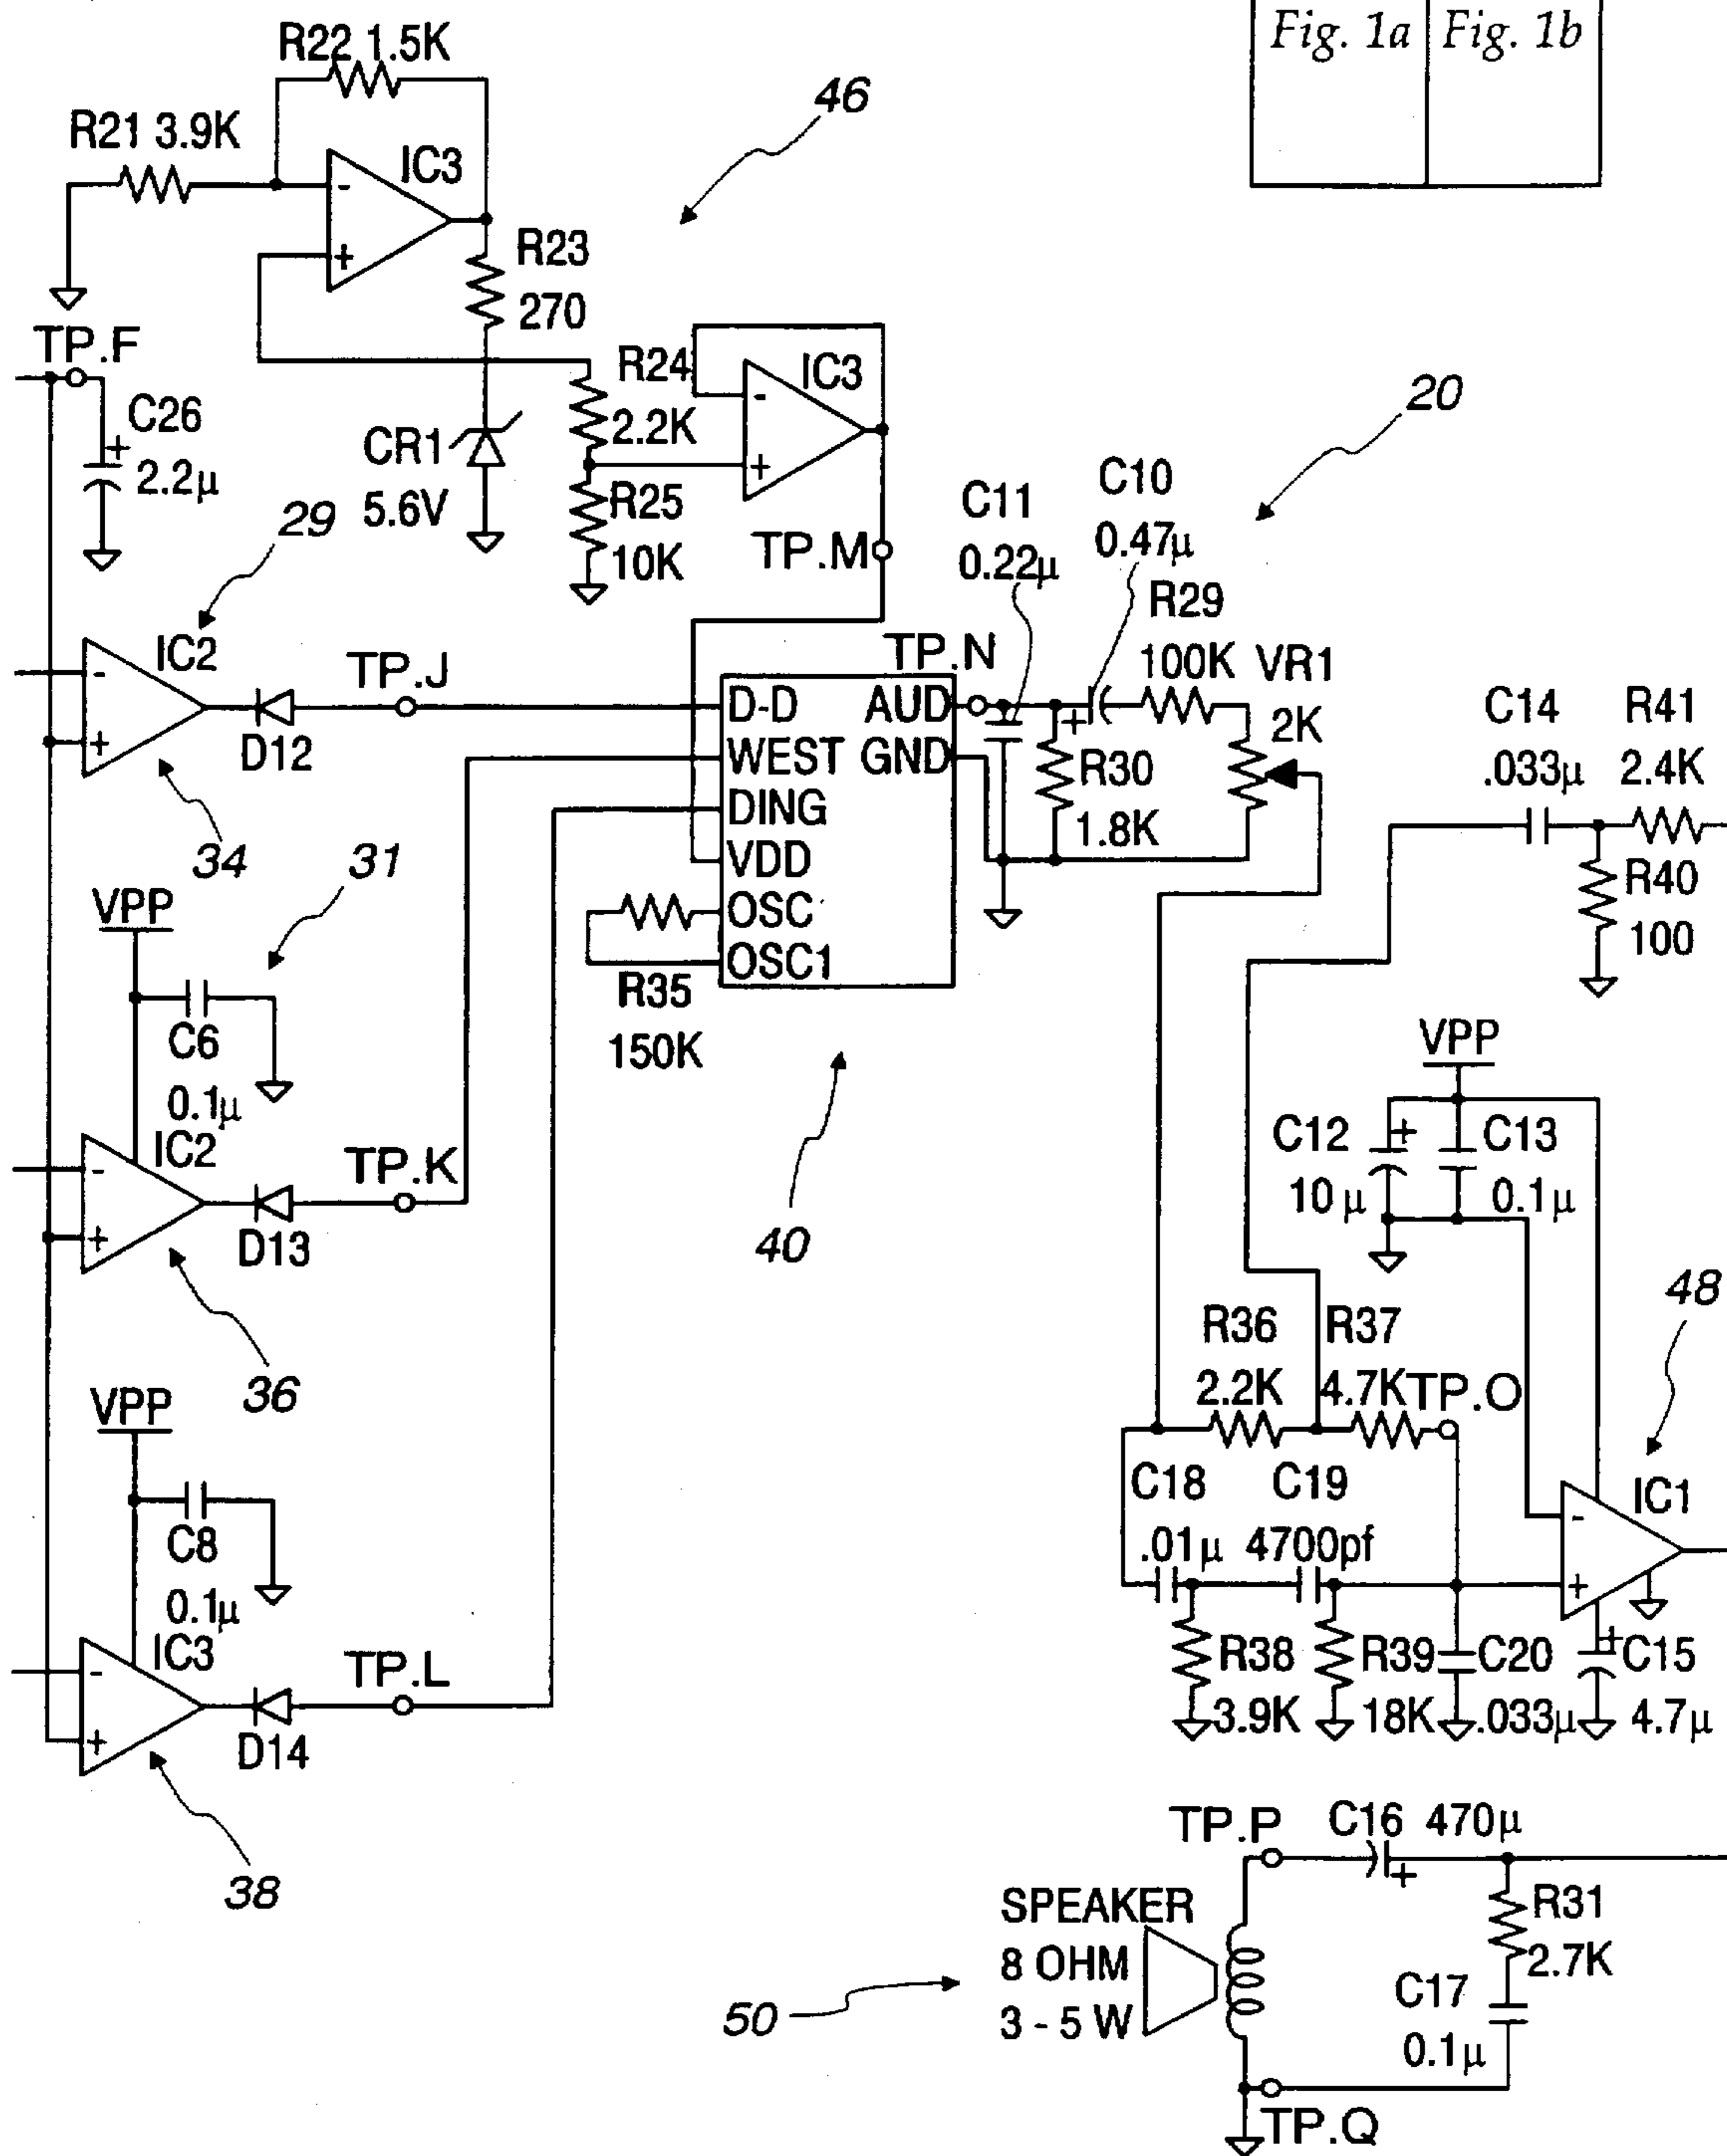 Fig. 1a
Fig. 1b
R22 1.5K
R21 3.9K
IC3
-
+
46
R23
270
TP.F
C26
+
2.2µ
CR1
5.6V
R24
2.2K
IC3
-
+
R25
10K
TP.M
20
29
C11
0.22µ
C10
0.47µ
R29
100K
VR1
2K
IC2
-
+
D12
TP.J
34
TP.N
D-D
AUD
WEST
GND
DING
VDD
OSC
OSC1
+
R30
1.8K
C14
.033µ
R41
2.4K
R40
100
31
VPP
C6
0.1µ
R35
150K
40
IC2
-
+
D13
TP.K
36
VPP
C12
+
10 µ
C13
0.1µ
48
R36
2.2K
R37
4.7K
TP.O
VPP
C8
0.1µ
C18
.01µ
C19
4700pf
IC1
-
+
IC3
-
+
D14
TP.L
38
R38
3.9K
R39
18K
C20
.033µ
+
C15
4.7µ
TP.P
C16 470µ
+
SPEAKER
8 OHM
3 - 5 W
50
R31
2.7K
C17
0.1µ
TP.Q